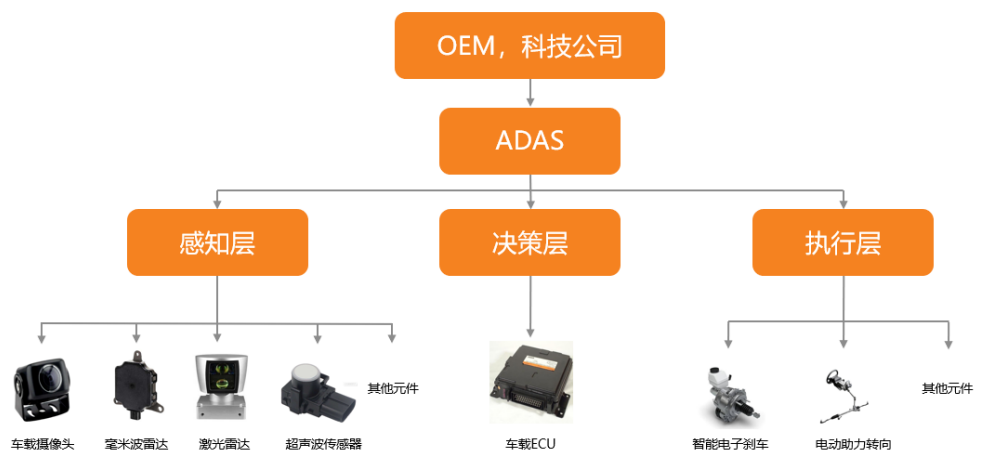 OEM，科技公司
ADAS
感知层
决策层
执行层
其他元件
其他元件
车载摄像头
毫米波雷达
激光雷达
超声波传感器
车载ECU
智能电子刹车
电动助力转向